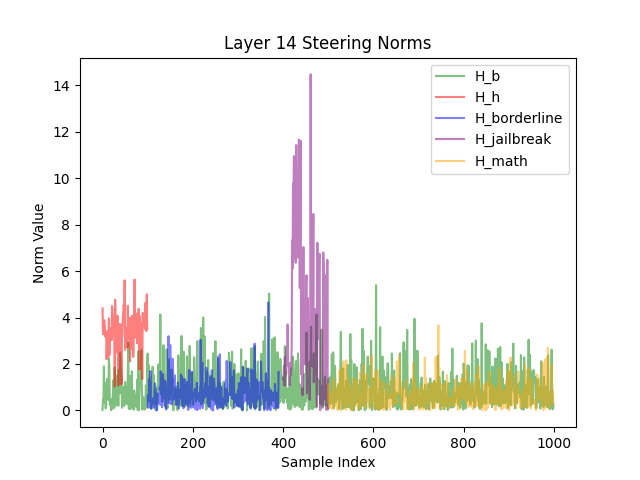 Layer 14 Steering Norms
H_b
H_h
H_borderline
H_jailbreak
H_math
Norm Value
14
12
10
8
6
4
2
0
0 200 400 600 800 1000
Sample Index